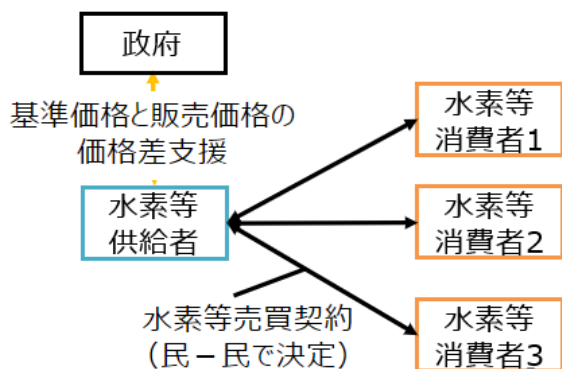 政府
基準価格と販売価格の
価格差支援
水素等
供給者
水素等
消費者1
水素等
消費者2
水素等
消費者3
水素等売買契約
（民－民で決定）